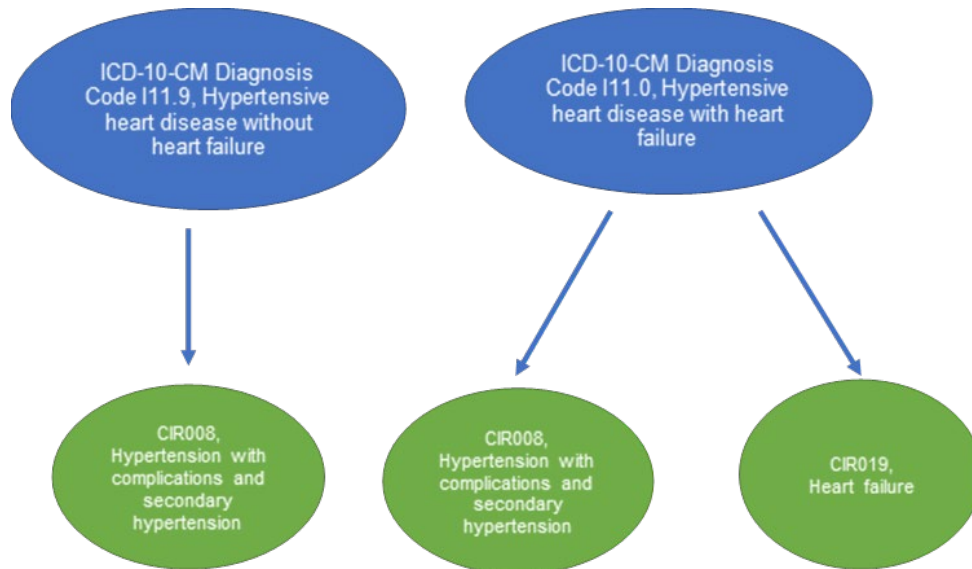 ICD-10-CM Diagnosis
Code I11.9, Hypertensive
heart disease without
heart failure
ICD-10-CM Diagnosis
Code I11.0, Hypertensive
heart disease with heart
failure
CIR008,
Hypertension with
complications and
secondary
hypertension
CIR008,
Hypertension with
complications and
secondary
hypertension
CIR019,
Heart failure